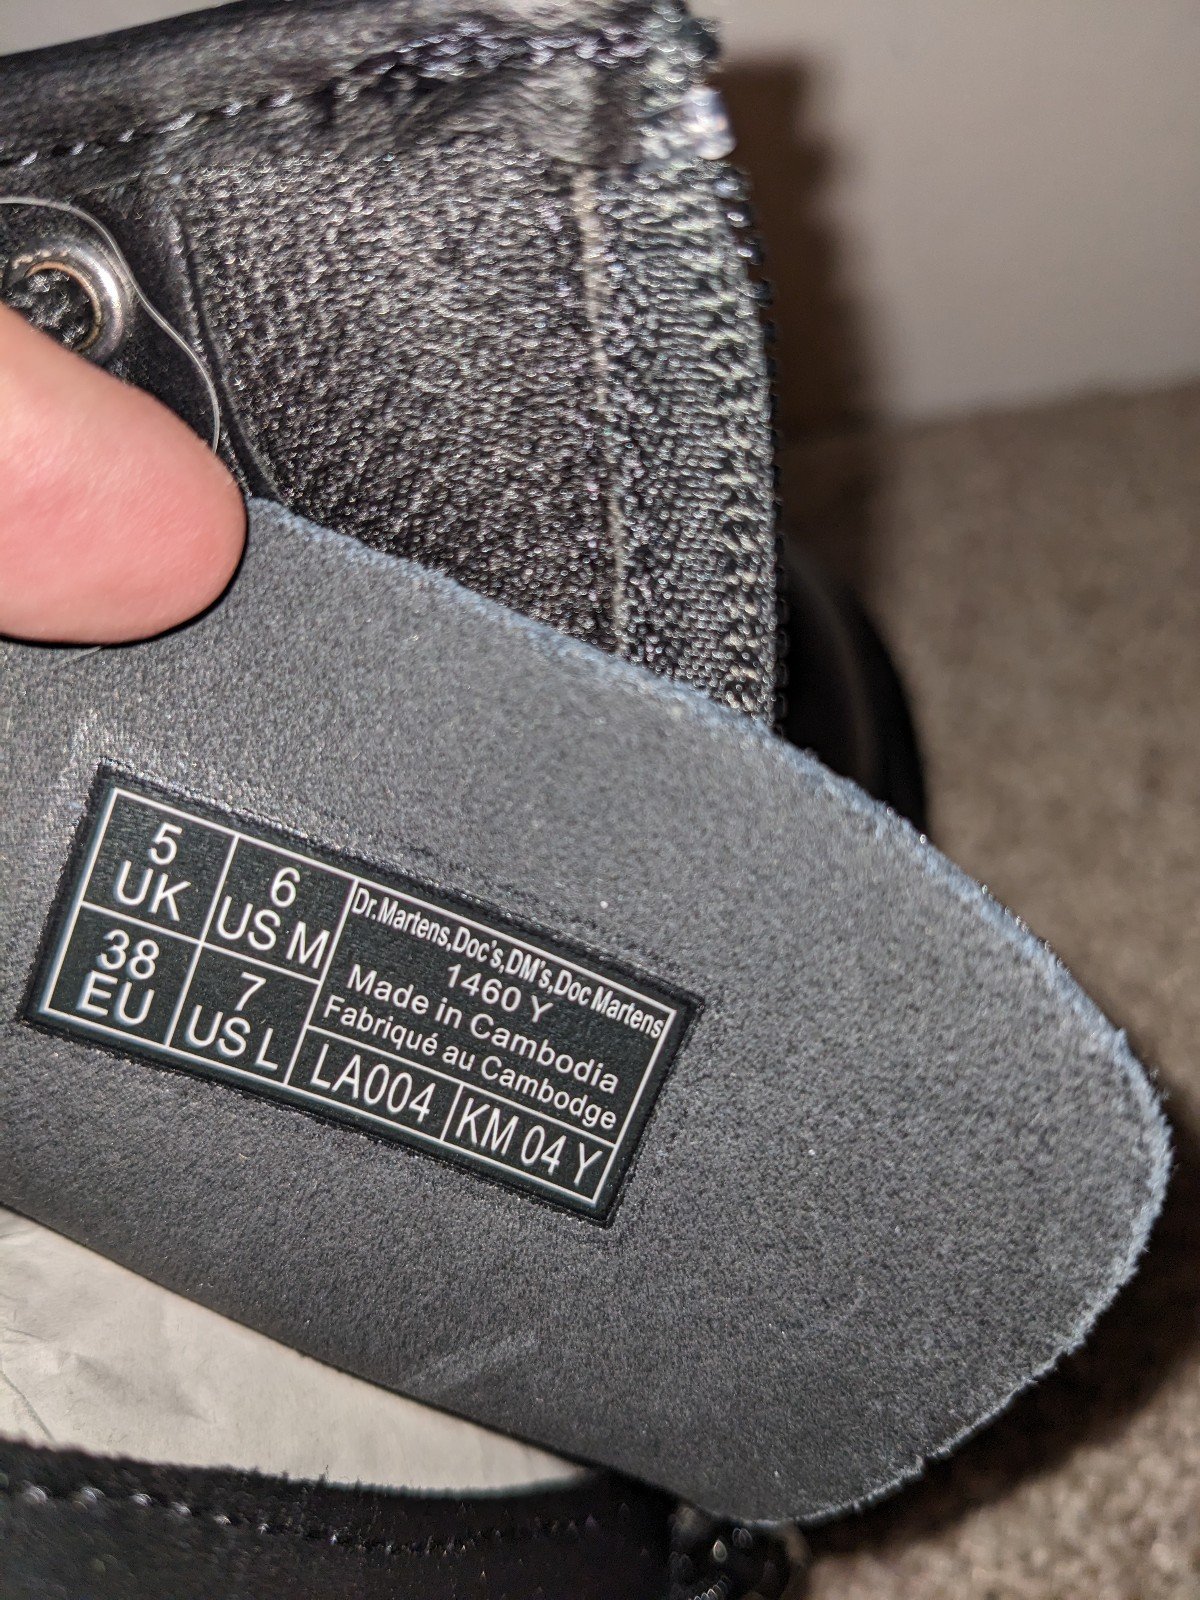 5
UK
6
US M
38
EU
7
US L
Dr.Martens,Doc's,DM's,Doc Martens
1460 Y
Made in Cambodia
Fabriqué au Cambodge
LA004
KM 04 Y